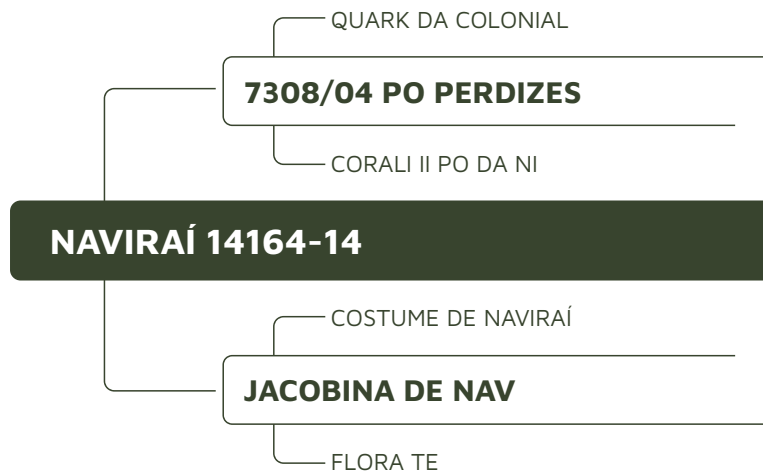 QUARK DA COLONIAL
7308/04 PO PERDIZES
CORALI II PO DA NI
NAVIRAÍ 14164-14
COSTUME DE NAVIRAÍ
JACOBINA DE NAV
FLORA TE